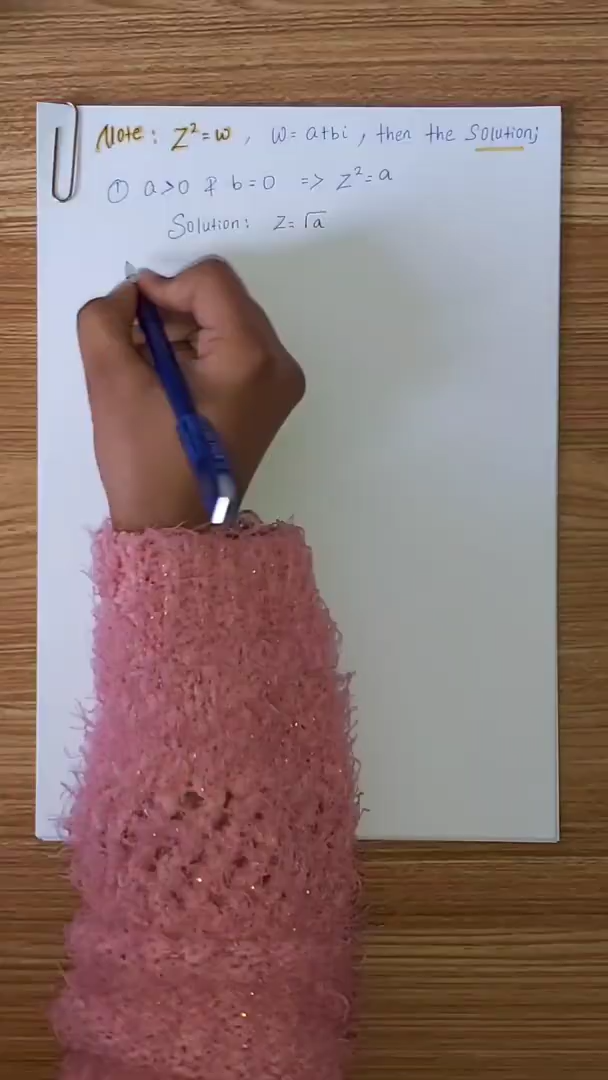 Note: Z²=w, w=a+bi, then the Solution;
① a>0 & b=0 => Z²=a
Solution: Z=√a